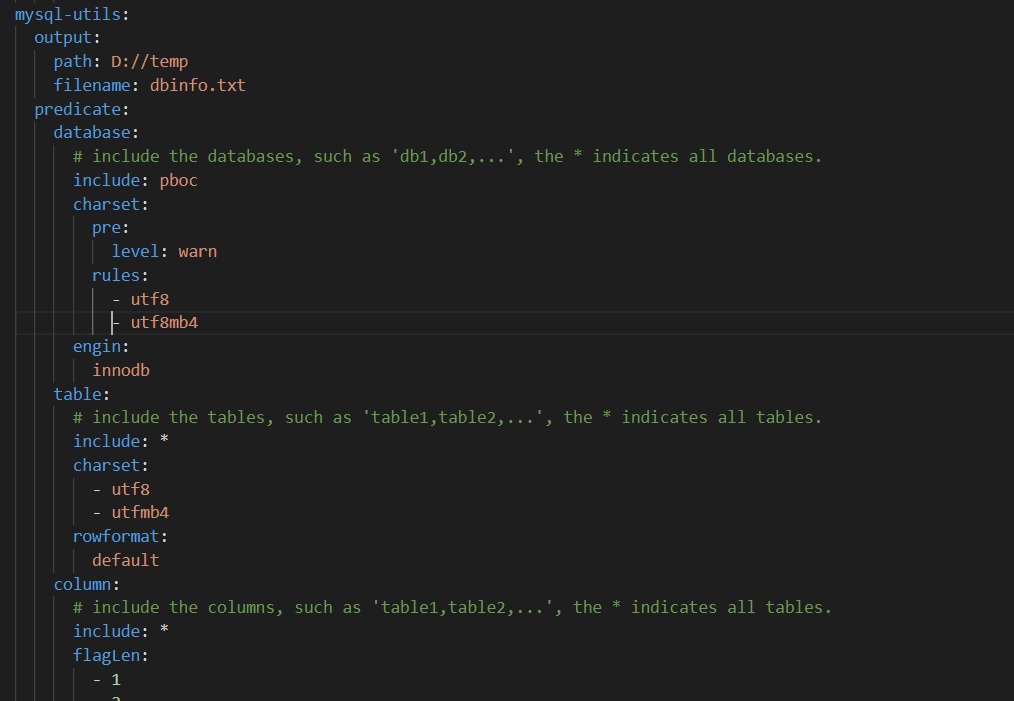 mysql-utils:
  output:
    path: D://temp
    filename: dbinfo.txt
  predicate:
    database:
      # include the databases, such as 'db1,db2,...', the * indicates all databases.
      include: pboc
      charset:
        pre:
          level: warn
        rules:
          - utf8
          - utf8mb4
      engin:
        innodb
    table:
      # include the tables, such as 'table1,table2,...', the * indicates all tables.
      include: *
      charset:
        - utf8
        - utfmb4
      rowformat:
        default
    column:
      # include the columns, such as 'table1,table2,...', the * indicates all tables.
      include: *
      flagLen:
        - 1